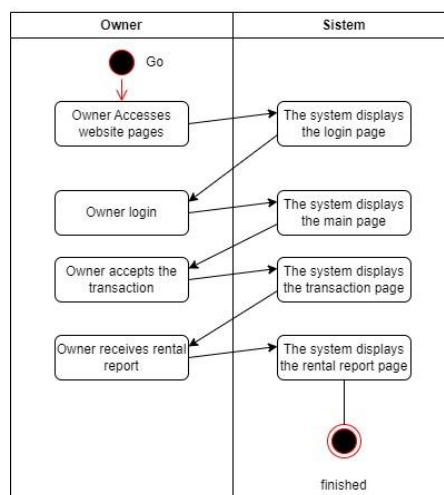 Owner
Sistem
Go
Owner Accesses
website pages
The system displays
the login page
Owner login
The system displays
the main page
Owner accepts the
transaction
The system displays
the transaction page
Owner receives rental
report
The system displays
the rental report page
finished